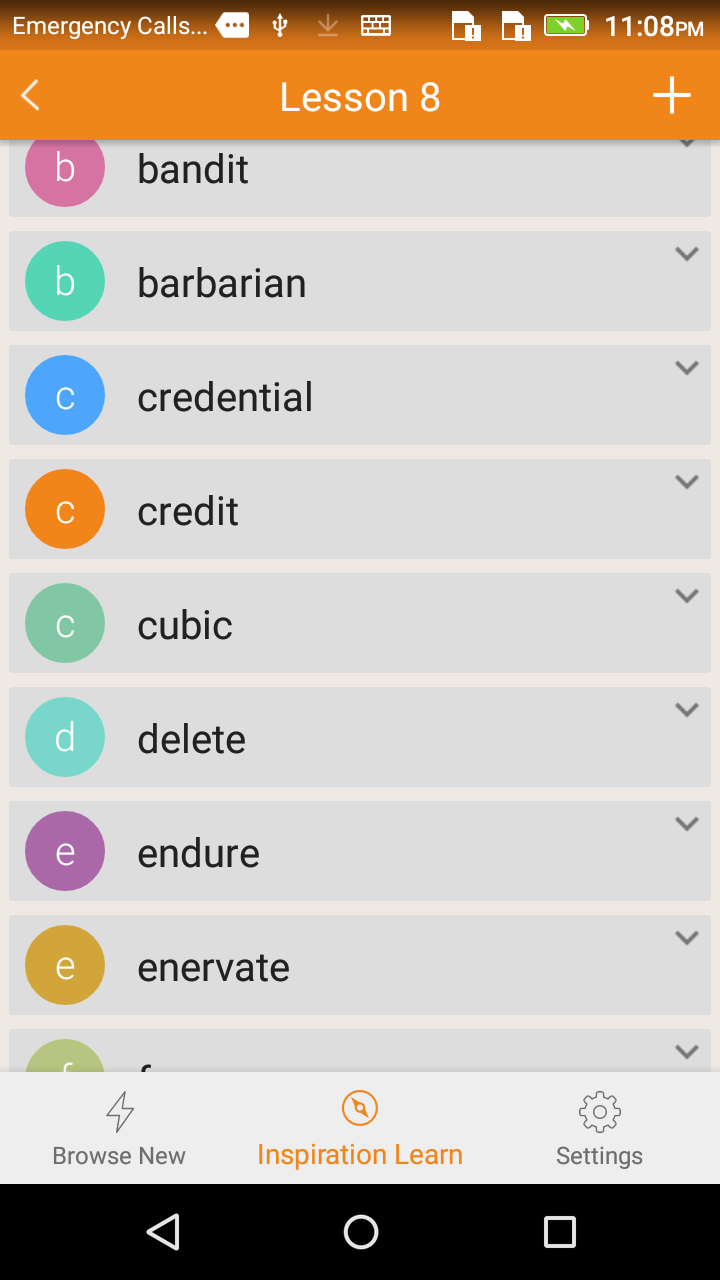 Emergency Calls... 11:08PM
Lesson 8
b bandit
b barbarian
c credential
c credit
c cubic
d delete
e endure
e enervate
Browse New Inspiration Learn Settings